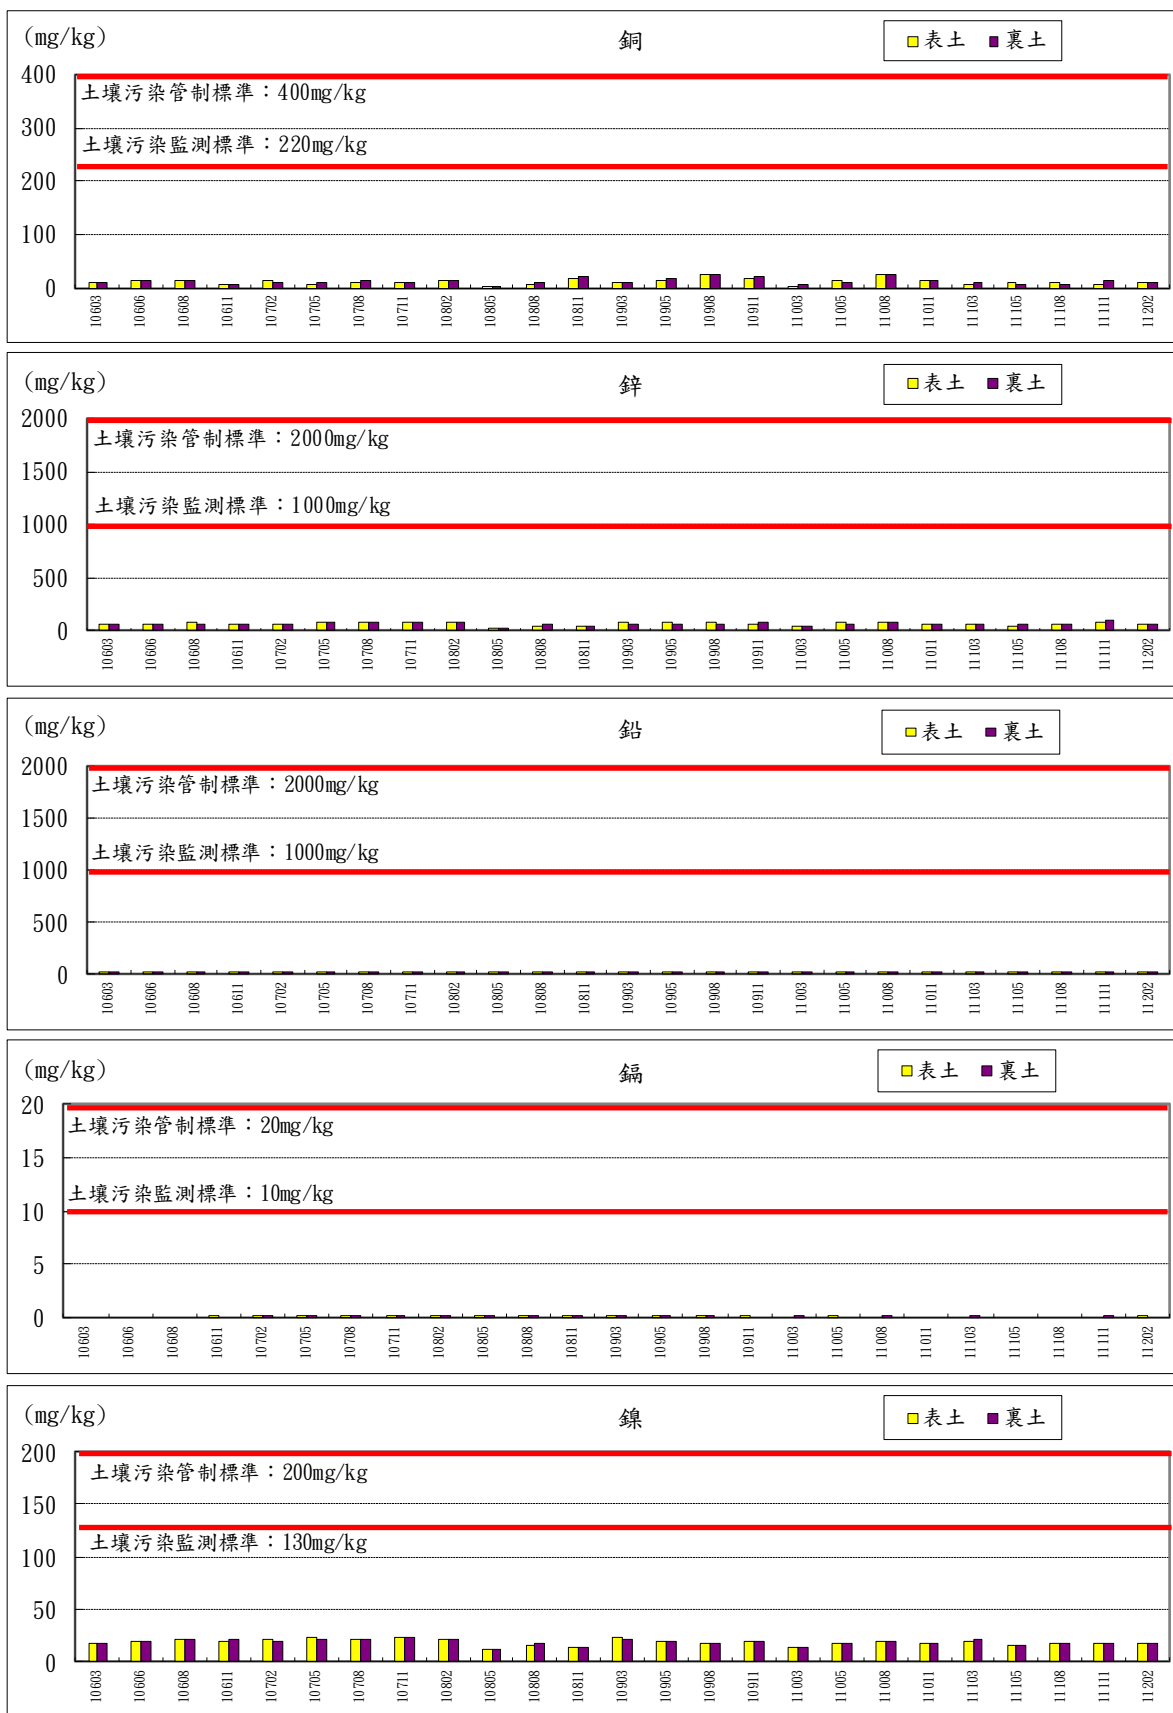 (mg/kg)
銅
表土 裏土
400
土壤污染管制標準：400mg/kg
300
土壤污染監測標準：220mg/kg
200
100
0
10603 10606 10608 10611 10702 10705 10708 10711 10802 10805 10808 10811 10903 10905 10908 10911 11003 11005 11008 11011 11103 11105 11108 11111 11202
(mg/kg)
鋅
表土 裏土
2000
土壤污染管制標準：2000mg/kg
1500
土壤污染監測標準：1000mg/kg
1000
500
0
10603 10606 10608 10611 10702 10705 10708 10711 10802 10805 10808 10811 10903 10905 10908 10911 11003 11005 11008 11011 11103 11105 11108 11111 11202
(mg/kg)
鉛
表土 裏土
2000
土壤污染管制標準：2000mg/kg
1500
土壤污染監測標準：1000mg/kg
1000
500
0
10603 10606 10608 10611 10702 10705 10708 10711 10802 10805 10808 10811 10903 10905 10908 10911 11003 11005 11008 11011 11103 11105 11108 11111 11202
(mg/kg)
鎘
表土 裏土
20
土壤污染管制標準：20mg/kg
15
土壤污染監測標準：10mg/kg
10
5
0
10603 10606 10608 10611 10702 10705 10708 10711 10802 10805 10808 10811 10903 10905 10908 10911 11003 11005 11008 11011 11103 11105 11108 11111 11202
(mg/kg)
鎳
表土 裏土
200
土壤污染管制標準：200mg/kg
150
土壤污染監測標準：130mg/kg
100
50
0
10603 10606 10608 10611 10702 10705 10708 10711 10802 10805 10808 10811 10903 10905 10908 10911 11003 11005 11008 11011 11103 11105 11108 11111 11202